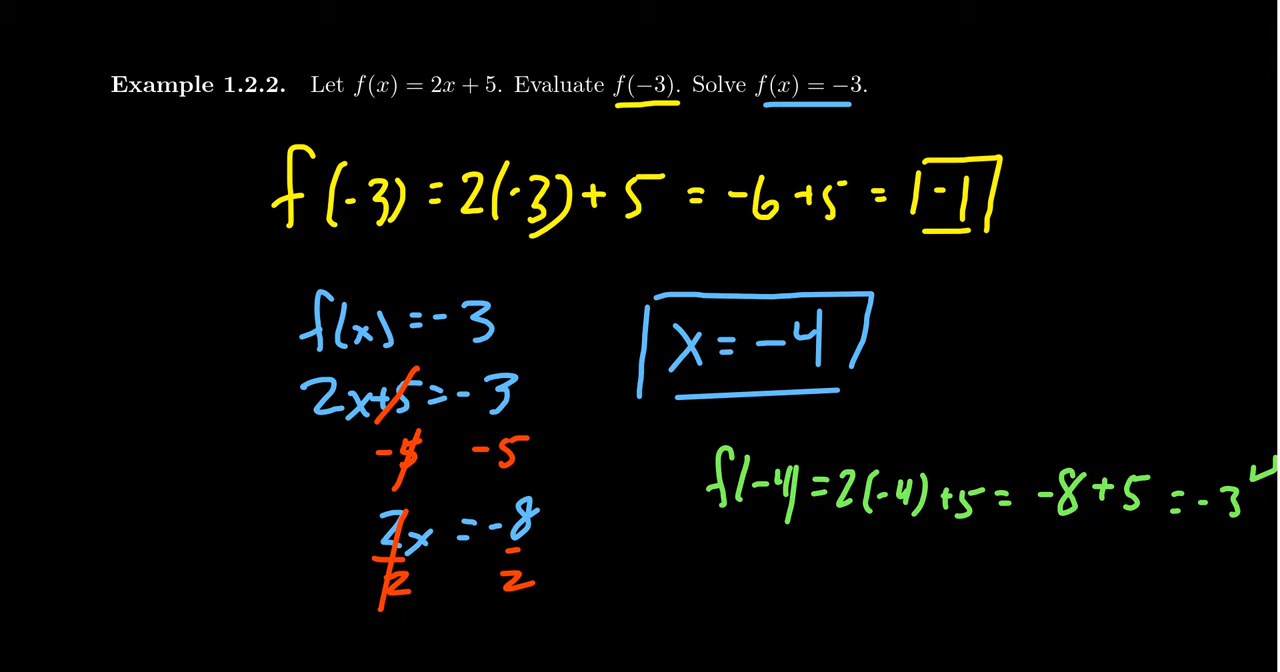 Example 1.2.2. Let f(x) = 2x + 5. Evaluate f(−3). Solve f(x) = −3.
f(-3) = 2(-3) + 5 = -6 + 5 = -1
f(x) = -3
2x + 5 = -3
-5 -5
2x = -8
2 2
x = -4
f(-4) = 2(-4) + 5 = -8 + 5 = -3 ✓